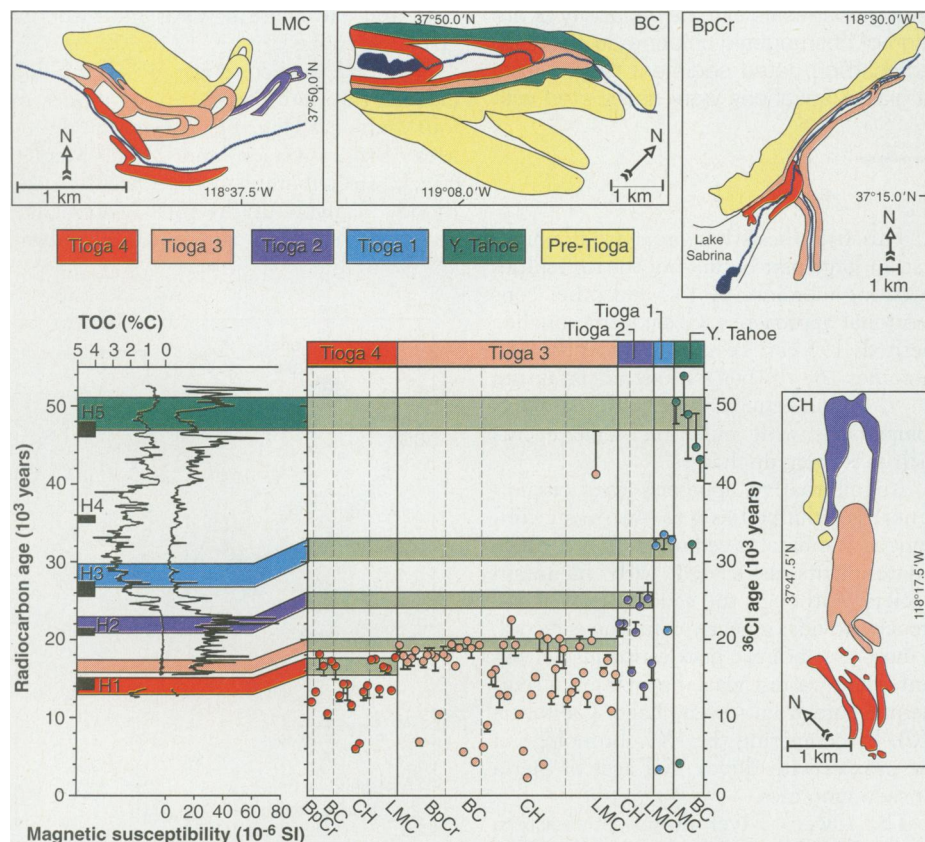 LMC
37°50.0'N
N
1 km
118°37.5'W
37°50.0'N
BC
119°08.0'W
N
1 km
118°30.0'W
BpCr
37°15.0'N
Lake
Sabrina
N
1 km
Tioga 4
Tioga 3
Tioga 2
Tioga 1
Y. Tahoe
Pre-Tioga
TOC (%C)
5 4 3 2 1 0
Tioga 1
Tioga 2
Y. Tahoe
Tioga 4
Tioga 3
Radiocarbon age (10³ years)
50
40
30
20
10
0
H5
H4
H3
H2
H1
0 20 40 60 80
Magnetic susceptibility (10⁻⁶ SI)
BpCr
BC
CH
LMC
BpCr
BC
CH
LMC
CH
LMC
LMC
LMC
BC
50
40
30
20
10
0
³⁶Cl age (10³ years)
CH
37°47.5'N
118°17.5'W
N
1 km